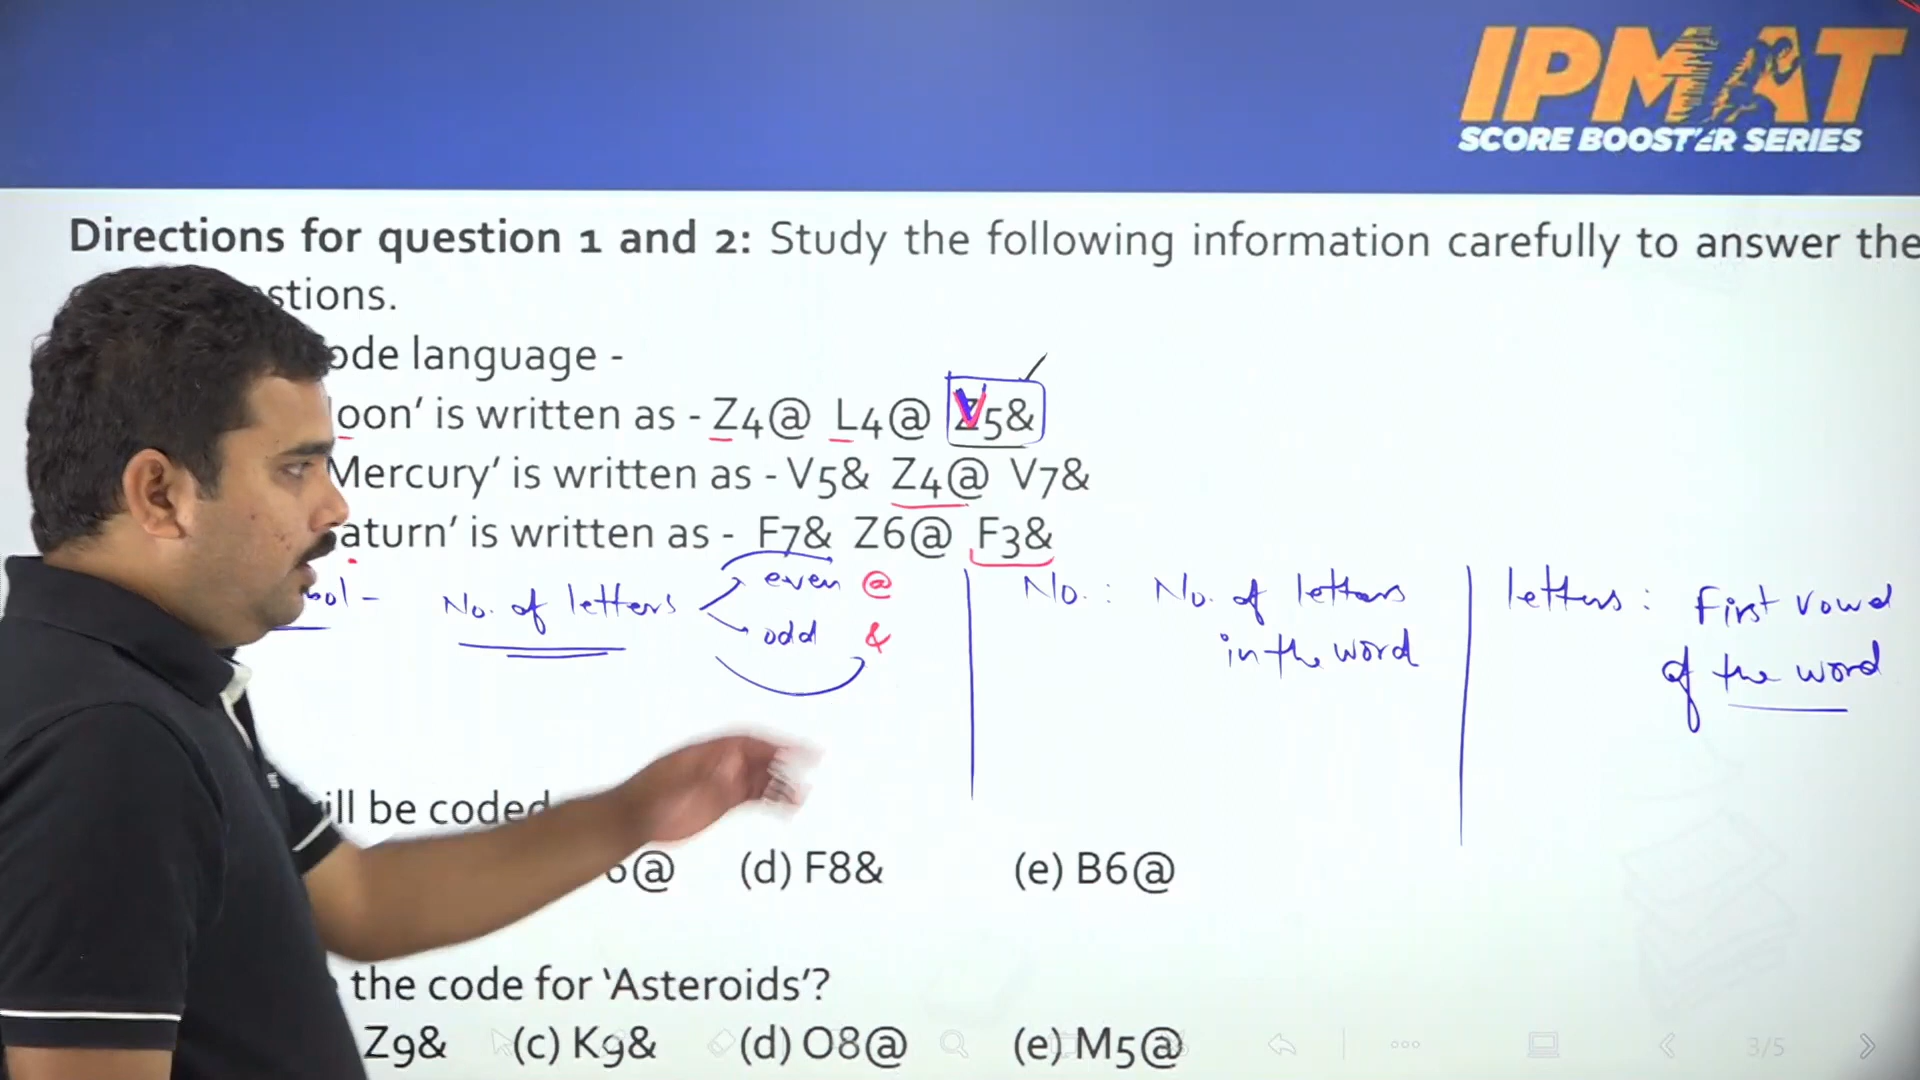 IPMAT
SCORE BOOSTER SERIES
Directions for question 1 and 2: Study the following information carefully to answer the
stions.
ode language -
oon’ is written as - Z4@ L4@ 5&
Mercury’ is written as - V5& Z4@ V7&
aturn’ is written as - F7& Z6@ F3&
bol - No. of letters even @
odd &
No. : No. of letters
in the word
letters : First vowel
of the word
ill be coded
6@ (d) F8& (e) B6@
the code for ‘Asteroids’?
Z9& (c) K9& (d) O8@ (e) M5@
3/5